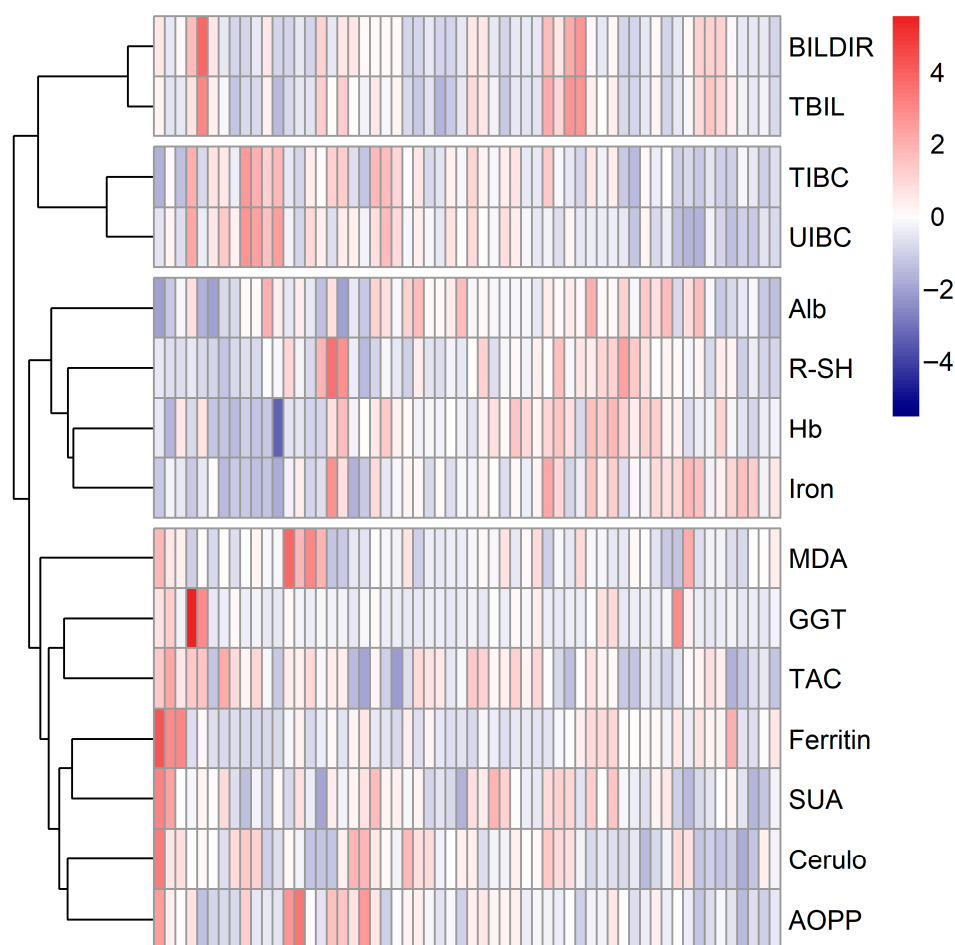 BILDIR
TBIL
TIBC
UIBC
Alb
R-SH
Hb
Iron
MDA
GGT
TAC
Ferritin
SUA
Cerulo
AOPP
4
2
0
−2
−4